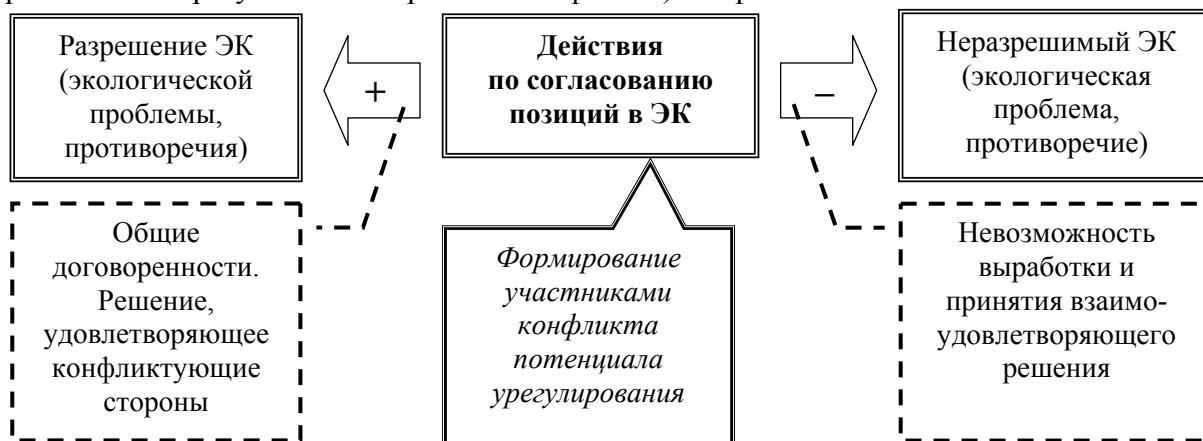 Разрешение ЭК
(экологической
проблемы,
противоречия)
+
Действия
по согласованию
позиций в ЭК
–
Неразрешимый ЭК
(экологическая
проблема,
противоречие)
Общие
договоренности.
Решение,
удовлетворяющее
конфликтующие
стороны
Формирование
участниками
конфликта
потенциала
урегулирования
Невозможность
выработки и
принятия взаимо-
удовлетворяющего
решения